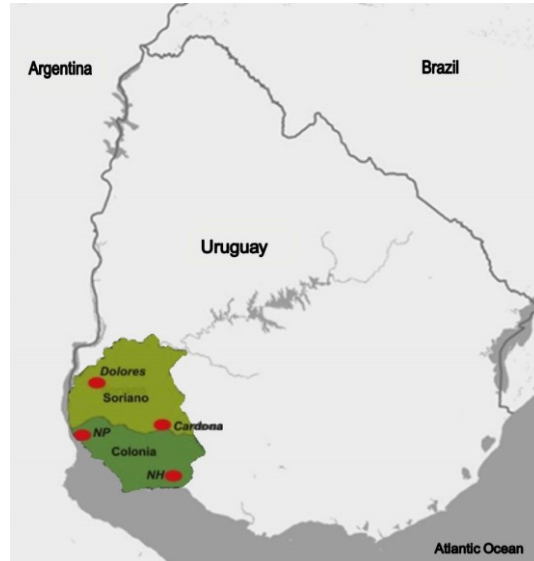 Argentina
Brazil
Uruguay
Dolores
Soriano
Cardona
NP
Colonia
NH
Atlantic Ocean